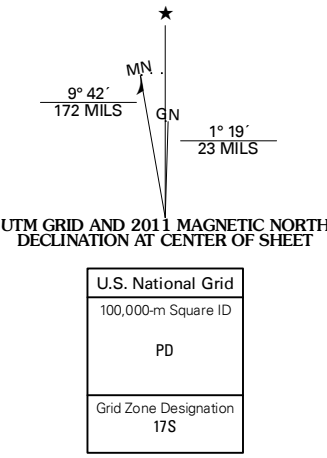 ★
MN
9° 42´
172 MILS
GN
1° 19´
23 MILS
UTM GRID AND 2011 MAGNETIC NORTH
DECLINATION AT CENTER OF SHEET
U.S. National Grid
100,000-m Square ID
PD
Grid Zone Designation
17S